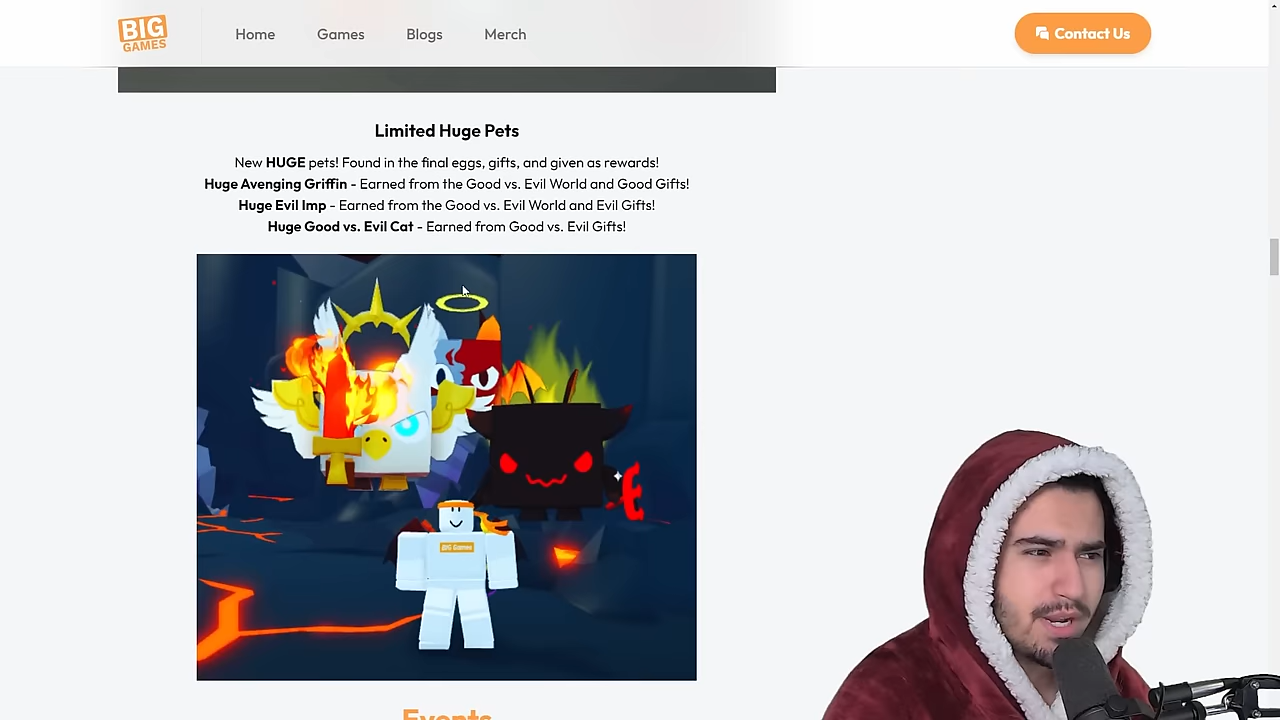 BIG
GAMES
Home
Games
Blogs
Merch
Contact Us
Limited Huge Pets
New HUGE pets! Found in the final eggs, gifts, and given as rewards!
Huge Avenging Griffin - Earned from the Good vs. Evil World and Good Gifts!
Huge Evil Imp - Earned from the Good vs. Evil World and Evil Gifts!
Huge Good vs. Evil Cat - Earned from Good vs. Evil Gifts!
BIG Games
Events